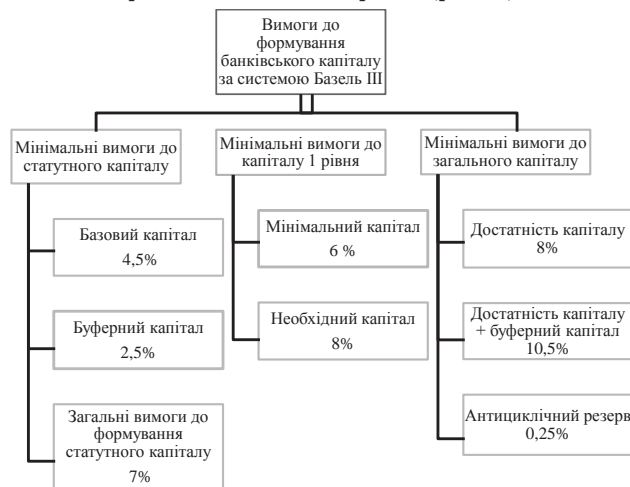 Вимоги до
формування
банківського капіталу
за системою Базель III
Мінімальні вимоги до
статутного капіталу
Базовий капітал
4,5%
Буферний капітал
2,5%
Загальні вимоги до
формування
статутного капіталу
7%
Мінімальні вимоги до
капіталу 1 рівня
Мінімальний капітал
6 %
Необхідний капітал
8%
Мінімальні вимоги до
загального капіталу
Достатність капіталу
8%
Достатність капіталу
+ буферний капітал
10,5%
Антициклічний резерв
0,25%